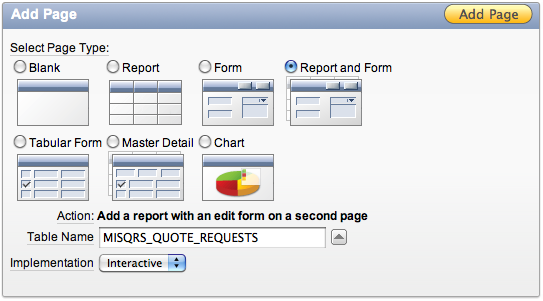 Add Page
Add Page
Select Page Type:
Blank
Report
Form
Report and Form
Tabular Form
Master Detail
Chart
Action: Add a report with an edit form on a second page
Table Name MISQRS_QUOTE_REQUESTS
Implementation Interactive